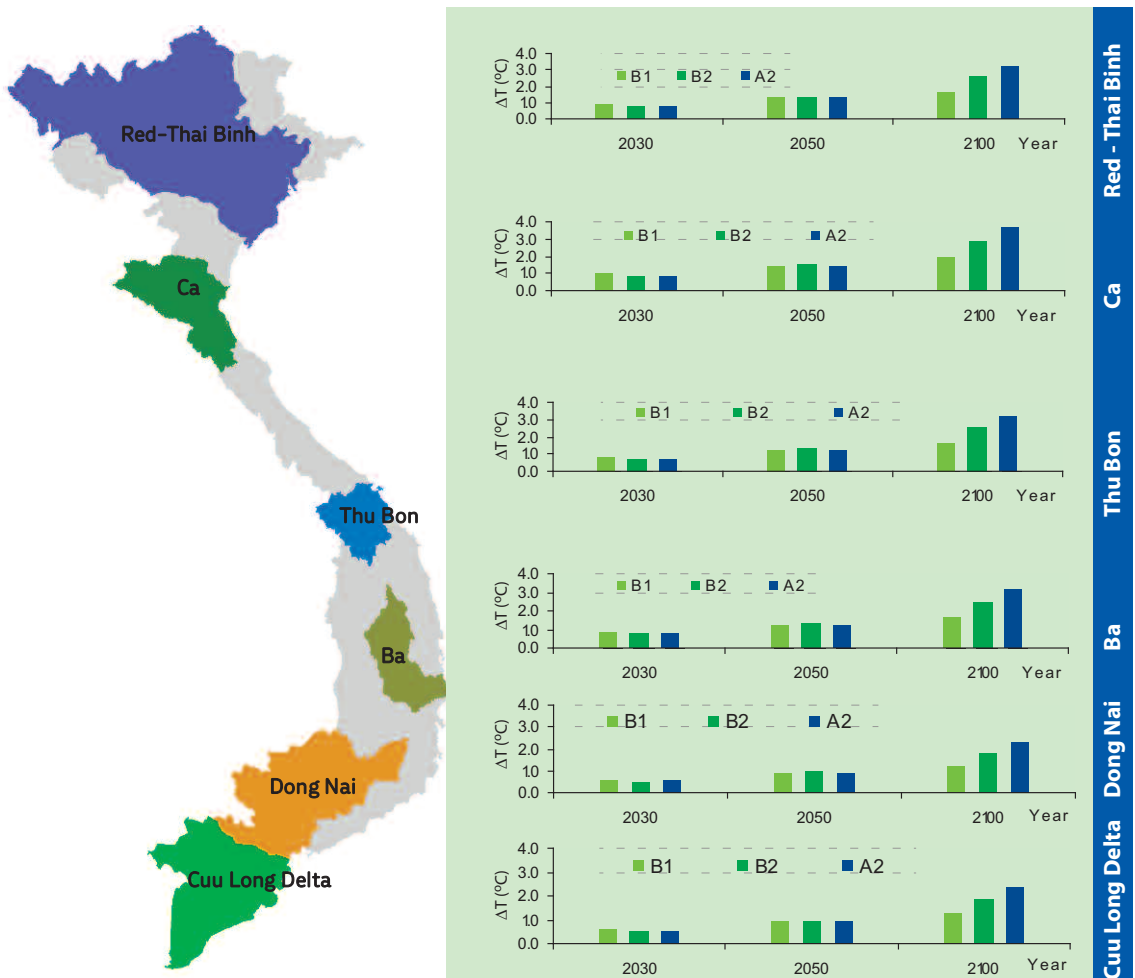 Red-Thai Binh
Ca
Thu Bon
Ba
Dong Nai
Cuu Long Delta
ΔT (ºC)
4.0
3.0
2.0
1.0
0.0
B1 B2 A2
2030 2050 2100 Year
Red - Thai Binh
ΔT (ºC)
4.0
3.0
2.0
1.0
0.0
B1 B2 A2
2030 2050 2100 Year
Ca
ΔT (ºC)
4.0
3.0
2.0
1.0
0.0
B1 B2 A2
2030 2050 2100 Year
Thu Bon
ΔT (ºC)
4.0
3.0
2.0
1.0
0.0
B1 B2 A2
2030 2050 2100 Year
Ba
ΔT (ºC)
4.0
3.0
2.0
1.0
0.0
B1 B2 A2
2030 2050 2100 Year
Dong Nai
ΔT (ºC)
4.0
3.0
2.0
1.0
0.0
B1 B2 A2
2030 2050 2100 Year
Cuu Long Delta